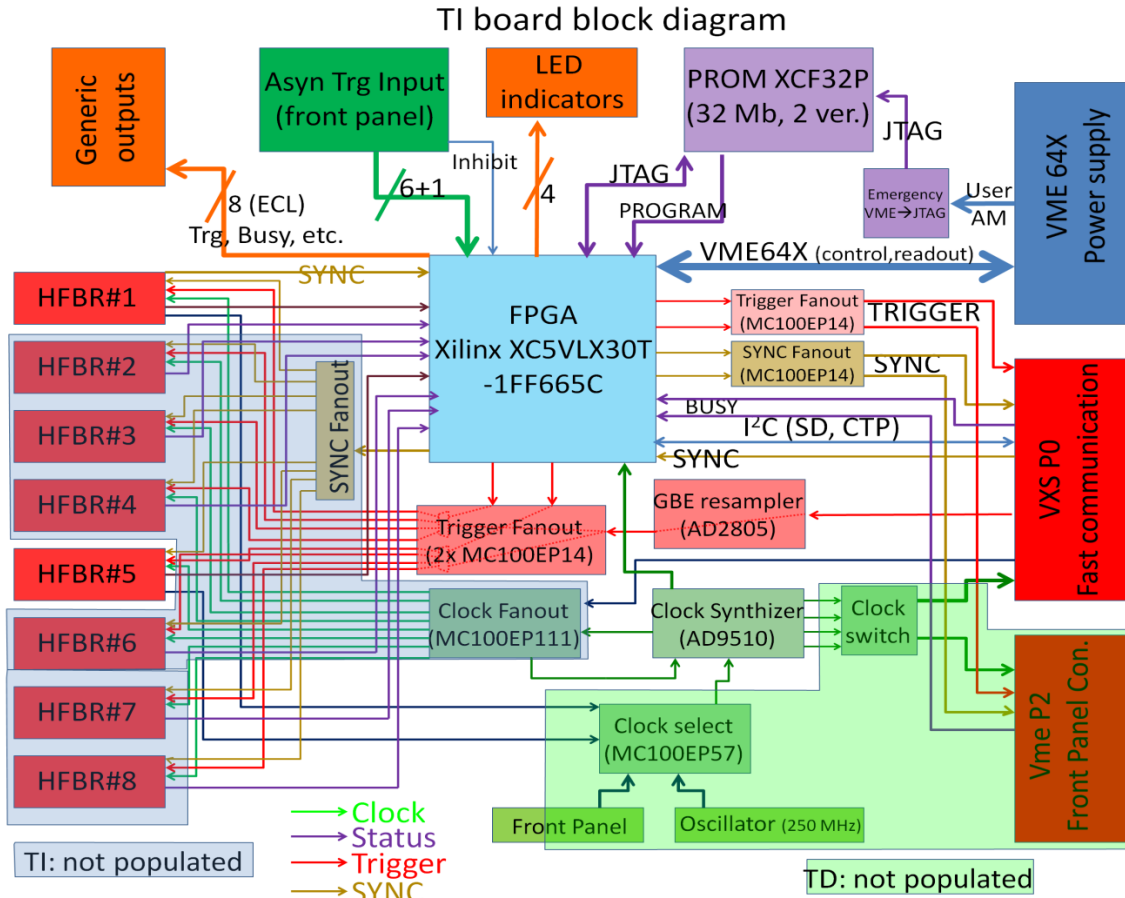 TI board block diagram
Generic
outputs
Asyn Trg Input
(front panel)
LED
indicators
PROM XCF32P
(32 Mb, 2 ver.)
VME 64X
Power supply
JTAG
Emergency
VME→JTAG
User
AM
Inhibit
6+1
4
JTAG
PROGRAM
8 (ECL)
Trg, Busy, etc.
VME64X (control,readout)
SYNC
FPGA
Xilinx XC5VLX30T
-1FF665C
HFBR#1
HFBR#2
HFBR#3
HFBR#4
HFBR#5
HFBR#6
HFBR#7
HFBR#8
SYNC Fanout
Trigger Fanout
(MC100EP14)
TRIGGER
SYNC Fanout
(MC100EP14)
SYNC
BUSY
I²C (SD, CTP)
SYNC
VXS P0
Fast communication
GBE resampler
(AD2805)
Trigger Fanout
(2x MC100EP14)
Clock Fanout
(MC100EP111)
Clock Synthizer
(AD9510)
Clock
switch
Vme P2
Front Panel Con.
Clock select
(MC100EP57)
Front Panel
Oscillator (250 MHz)
Clock
Status
Trigger
SYNC
TI: not populated
TD: not populated